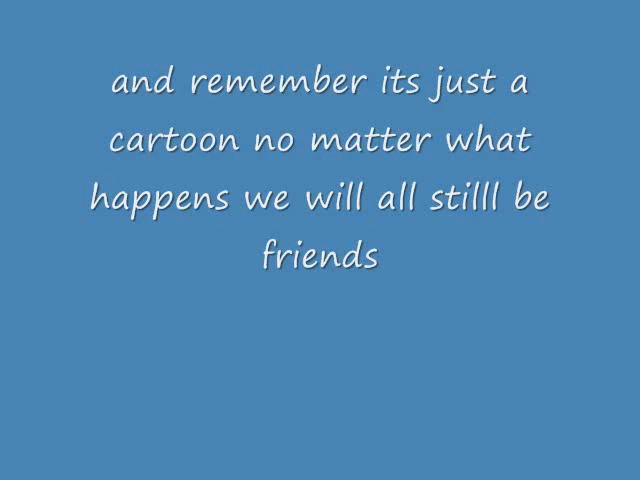 and remember its just a
cartoon no matter what
happens we will all stilll be
friends